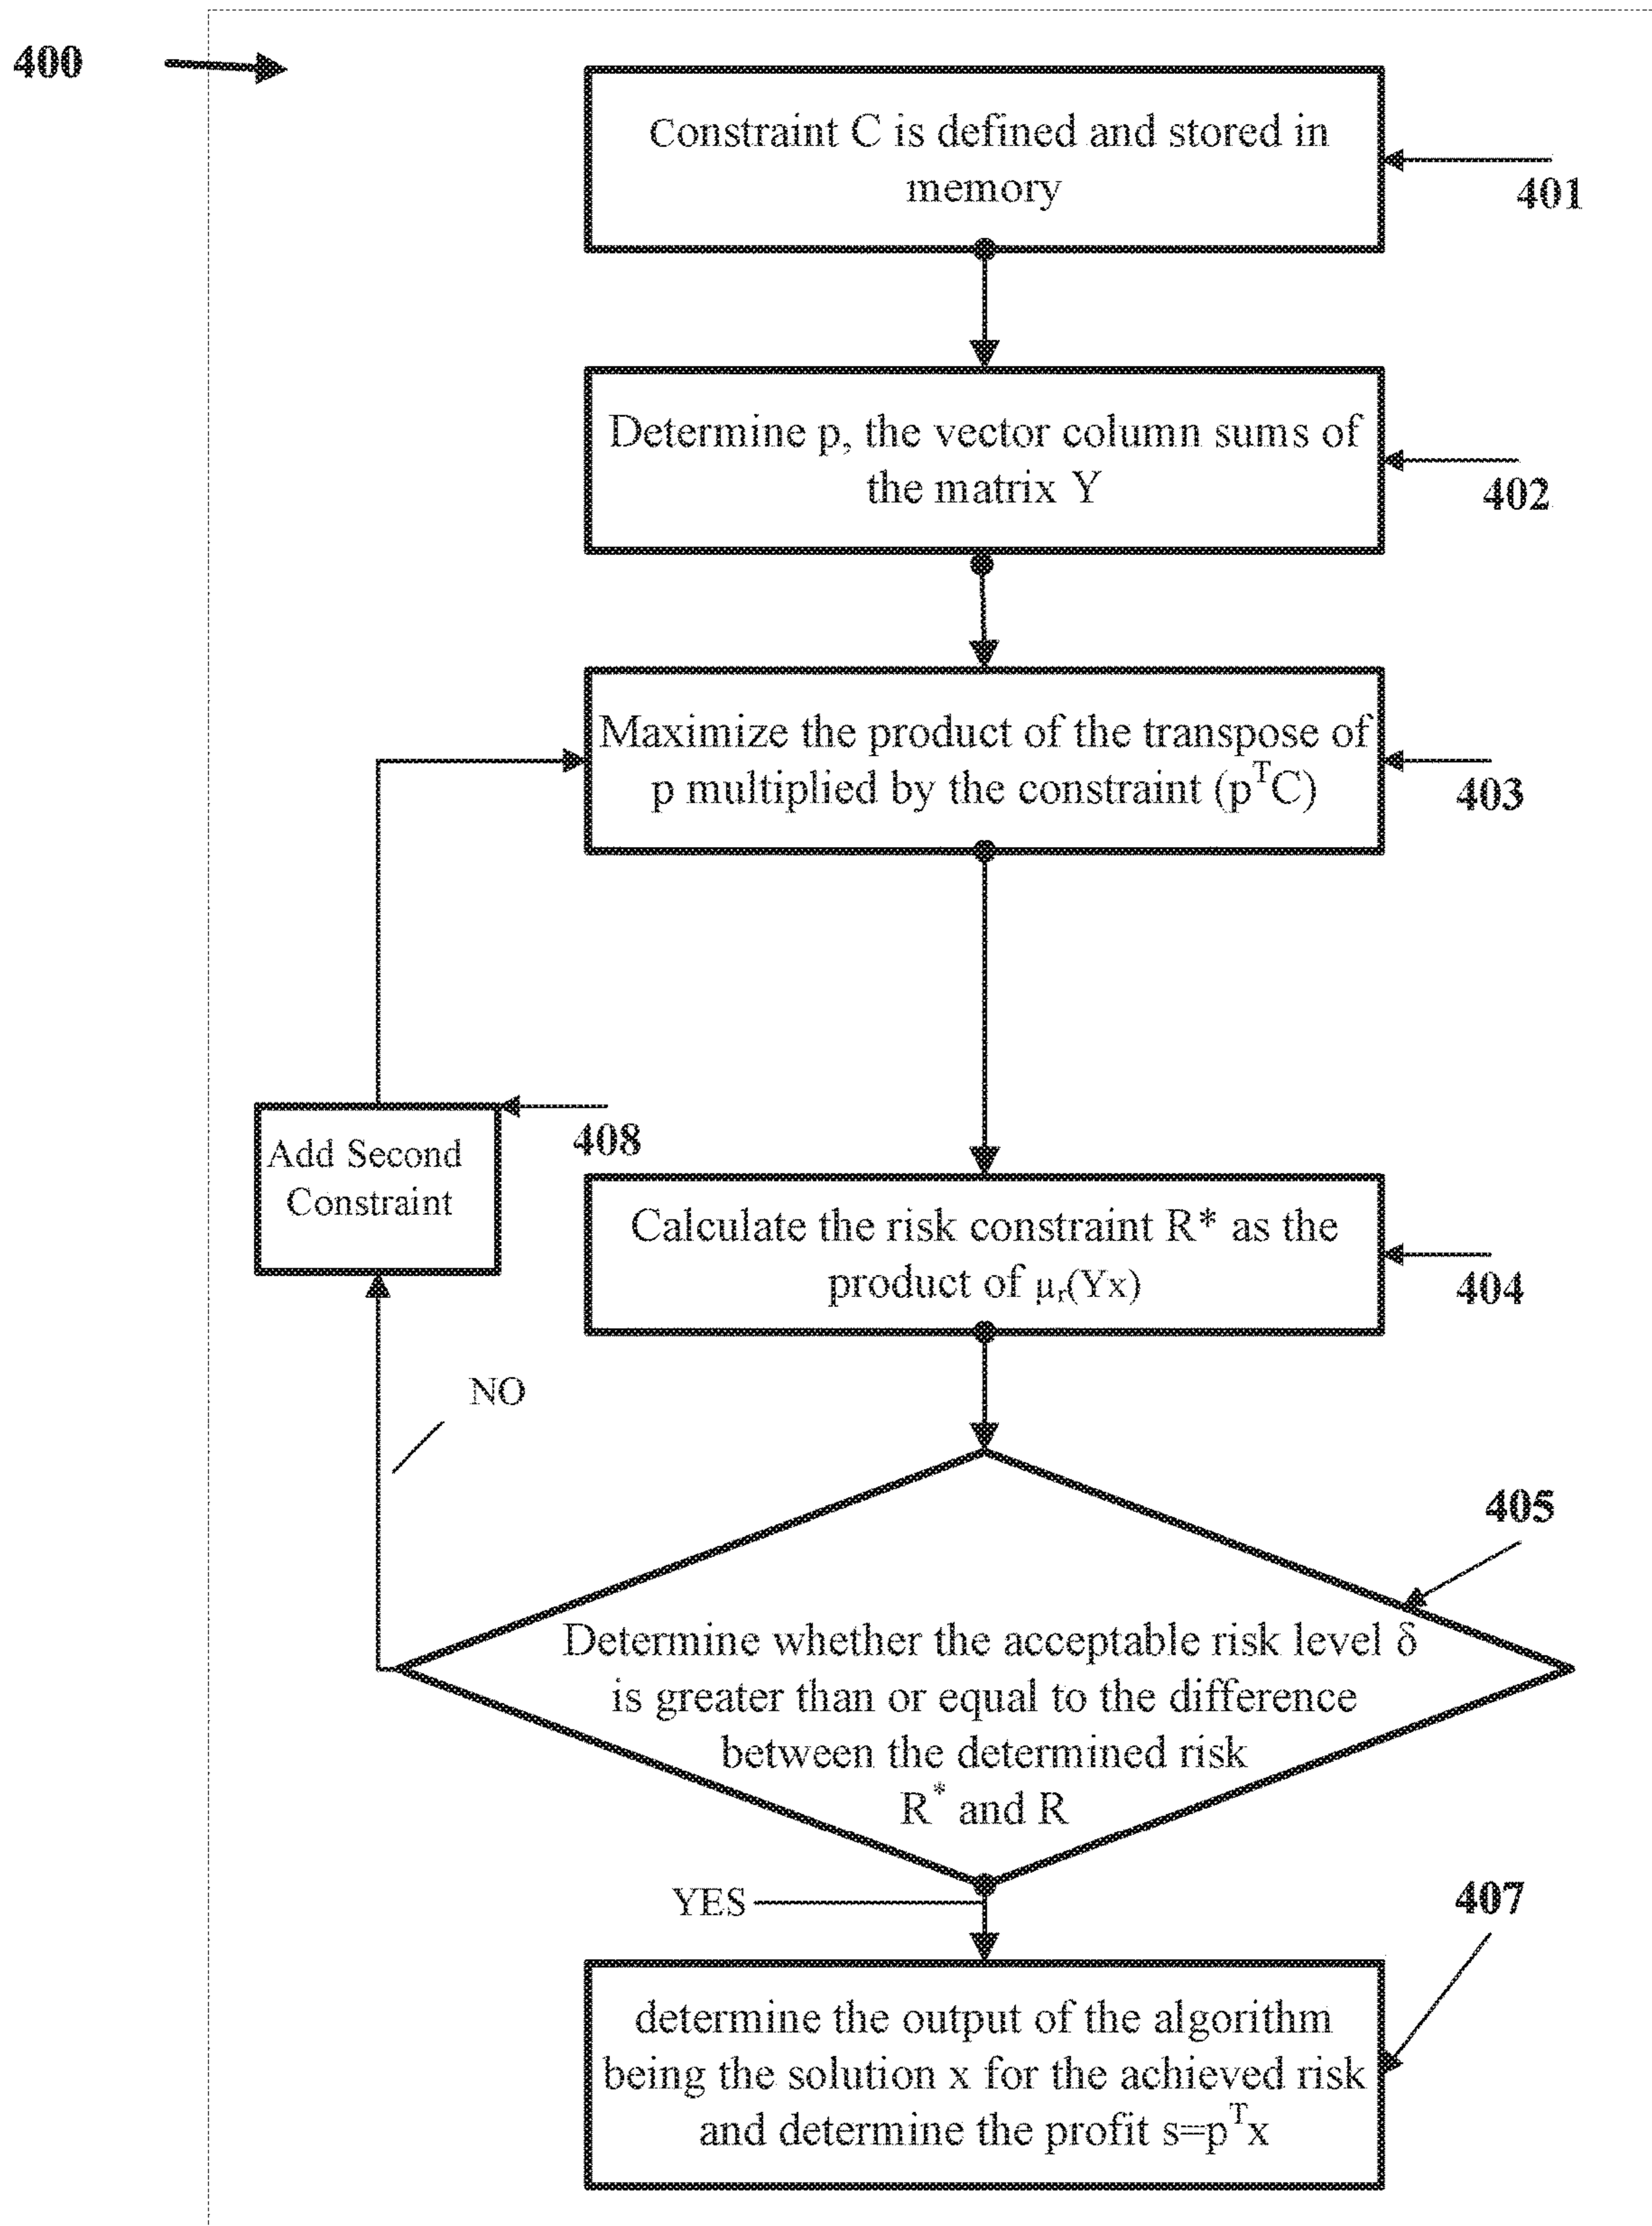 400
Constraint C is defined and stored in
memory
401
Determine p, the vector column sums of
the matrix Y
402
Maximize the product of the transpose of
p multiplied by the constraint (pᵀC)
403
Add Second
Constraint
408
Calculate the risk constraint R* as the
product of μᵣ(Yx)
404
NO
405
Determine whether the acceptable risk level δ
is greater than or equal to the difference
between the determined risk
R* and R
YES
407
determine the output of the algorithm
being the solution x for the achieved risk
and determine the profit s=pᵀx